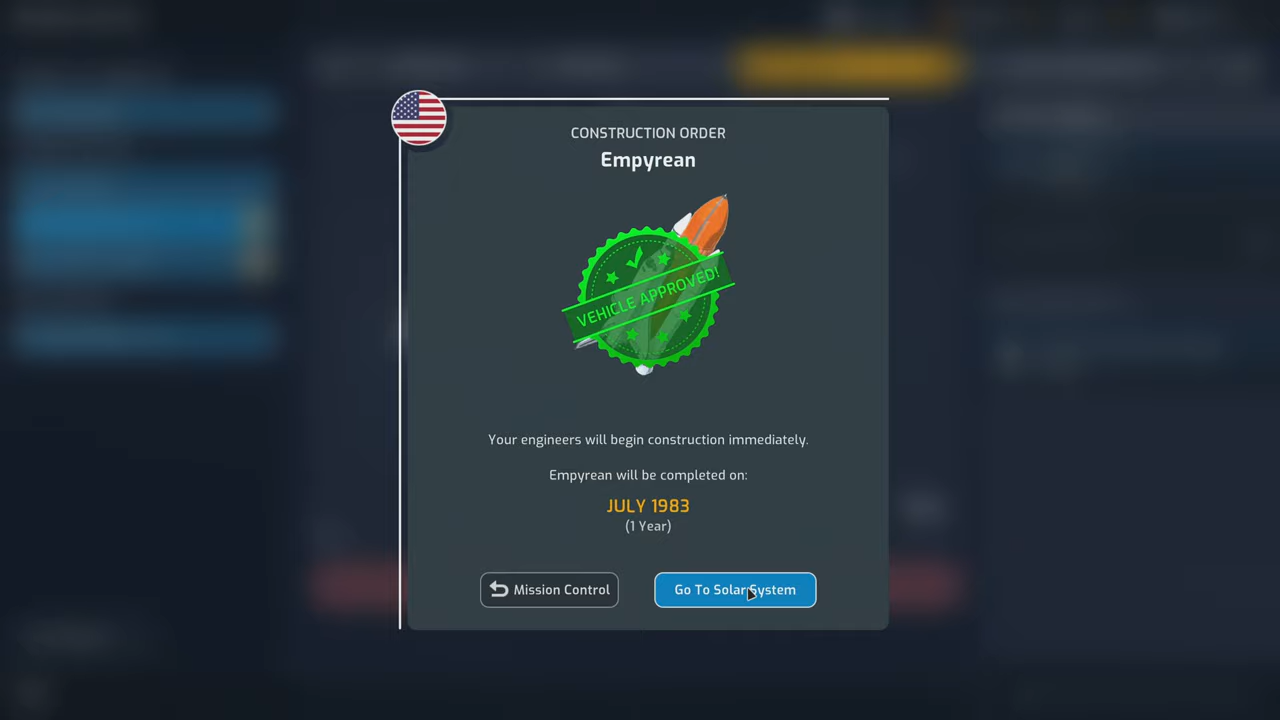 CONSTRUCTION ORDER
Empyrean
VEHICLE APPROVED!
Your engineers will begin construction immediately.
Empyrean will be completed on:
JULY 1983
(1 Year)
Mission Control
Go To Solar System